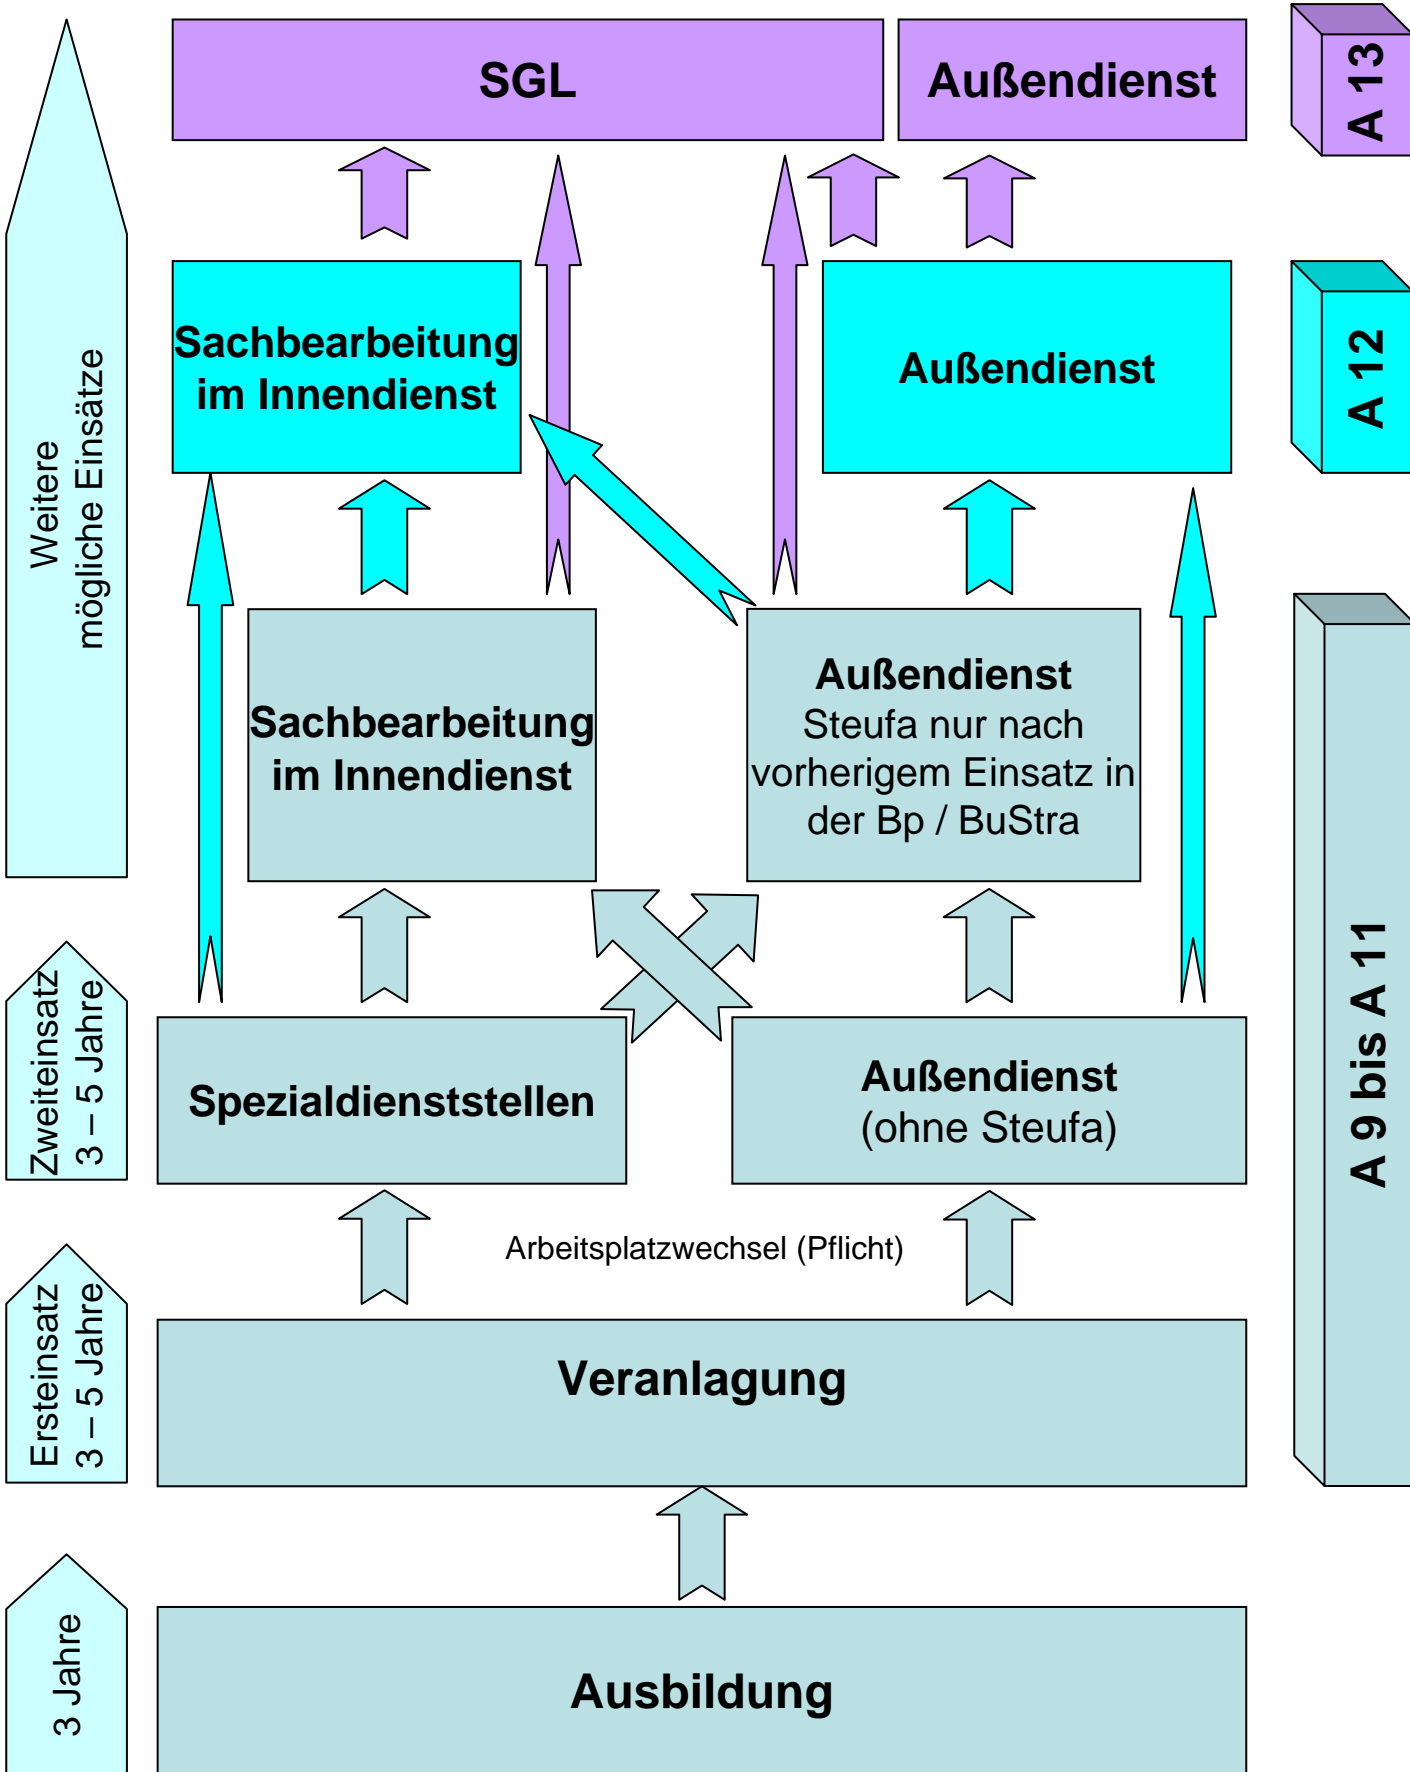 SGL
Außendienst
A 13
Sachbearbeitung
im Innendienst
Außendienst
A 12
Weitere
mögliche Einsätze
Sachbearbeitung
im Innendienst
Außendienst
Steufa nur nach
vorherigem Einsatz in
der Bp / BuStra
A 9 bis A 11
Zweiteinsatz
3 – 5 Jahre
Spezialdienststellen
Außendienst
(ohne Steufa)
Arbeitsplatzwechsel (Pflicht)
Ersteinsatz
3 – 5 Jahre
Veranlagung
3 Jahre
Ausbildung